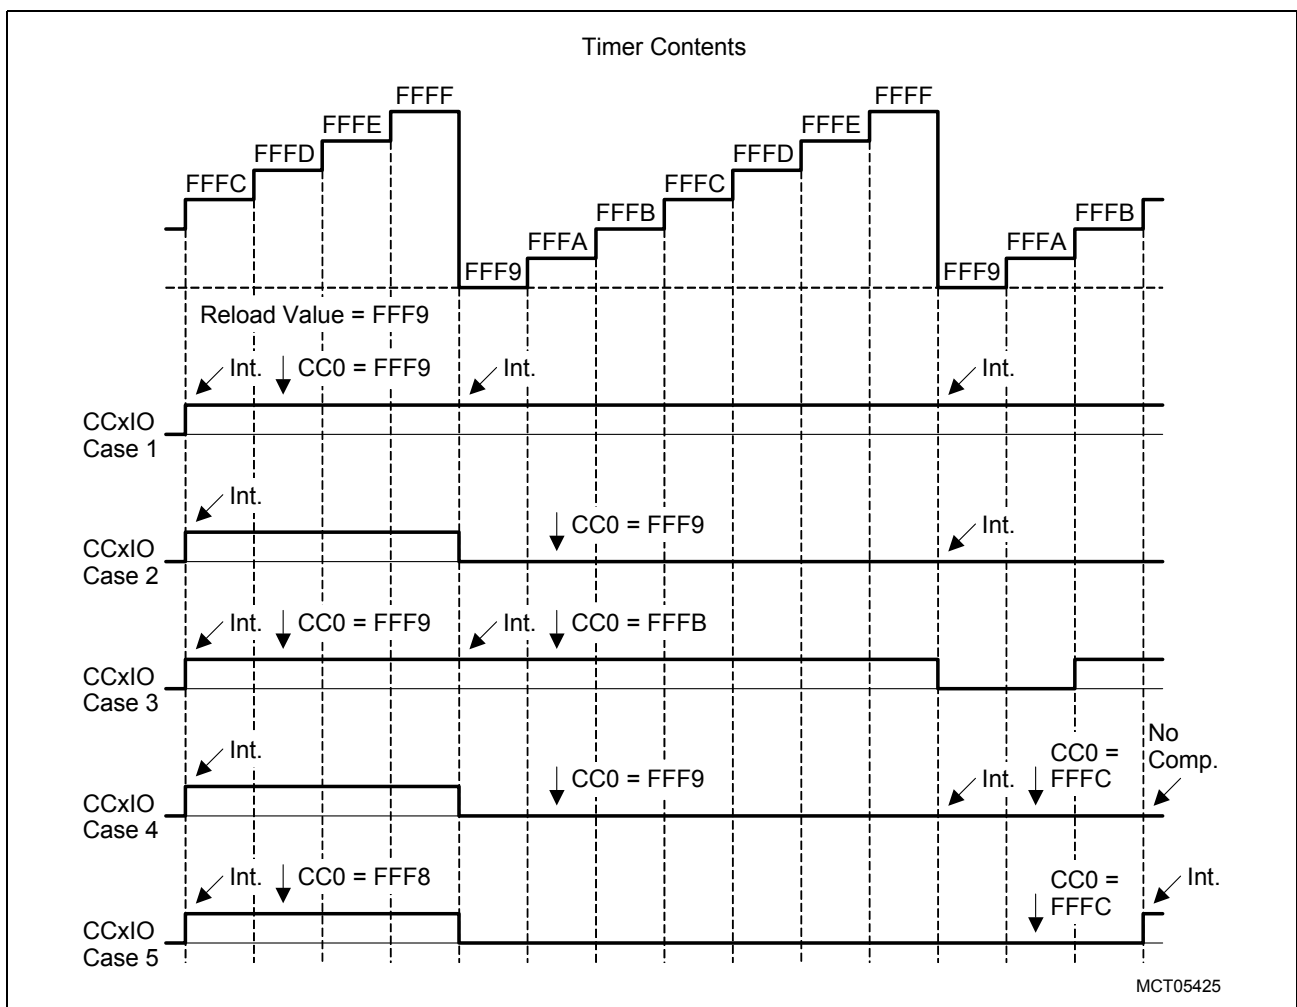 Timer Contents
FFFF FFFF
FFFE FFFE
FFFD FFFD
FFFC FFFC
FFFB FFFB
FFFA FFFA
FFF9 FFF9
Reload Value = FFF9
Int. CC0 = FFF9 Int. Int.
CCxIO
Case 1
Int. CC0 = FFF9 Int.
CCxIO
Case 2
Int. CC0 = FFF9 Int. CC0 = FFFB
CCxIO
Case 3
No
Comp.
Int. CC0 = FFF9 Int. CC0 =
FFFC
CCxIO
Case 4
Int. CC0 = FFF8 CC0 =
FFFC Int.
CCxIO
Case 5
MCT05425